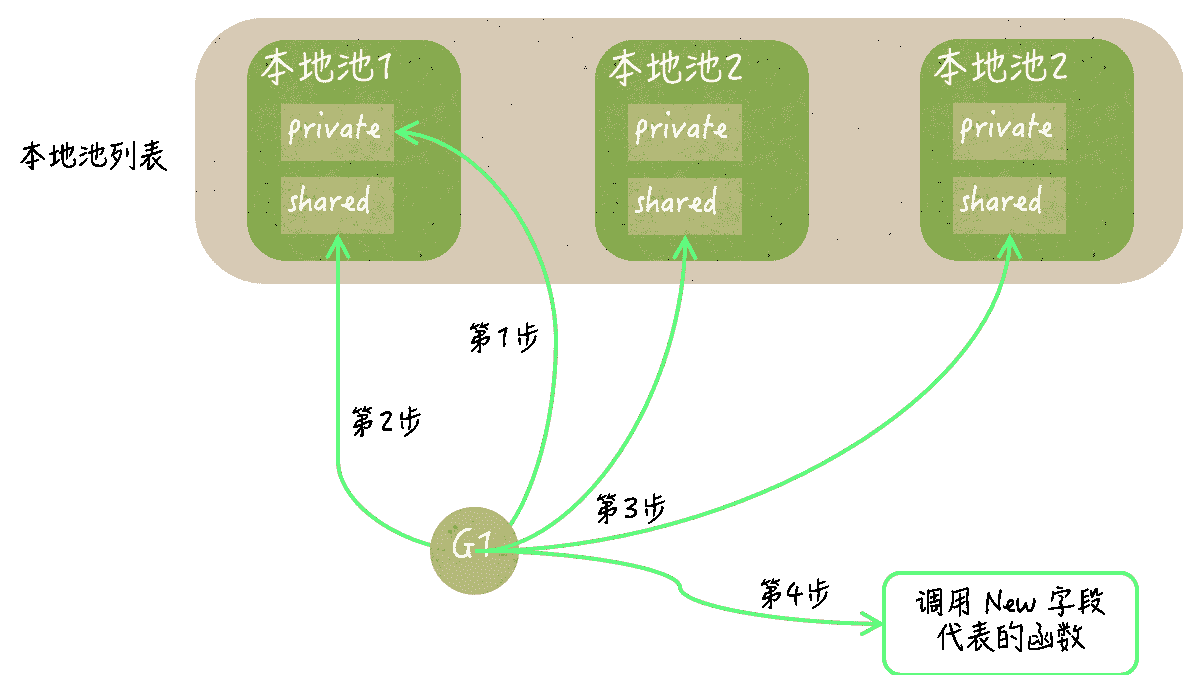 本地池1
private
shared
本地池2
private
shared
本地池2
private
shared
本地池列表
第1步
第2步
第3步
G1
第4步
调用 New 字段
代表的函数